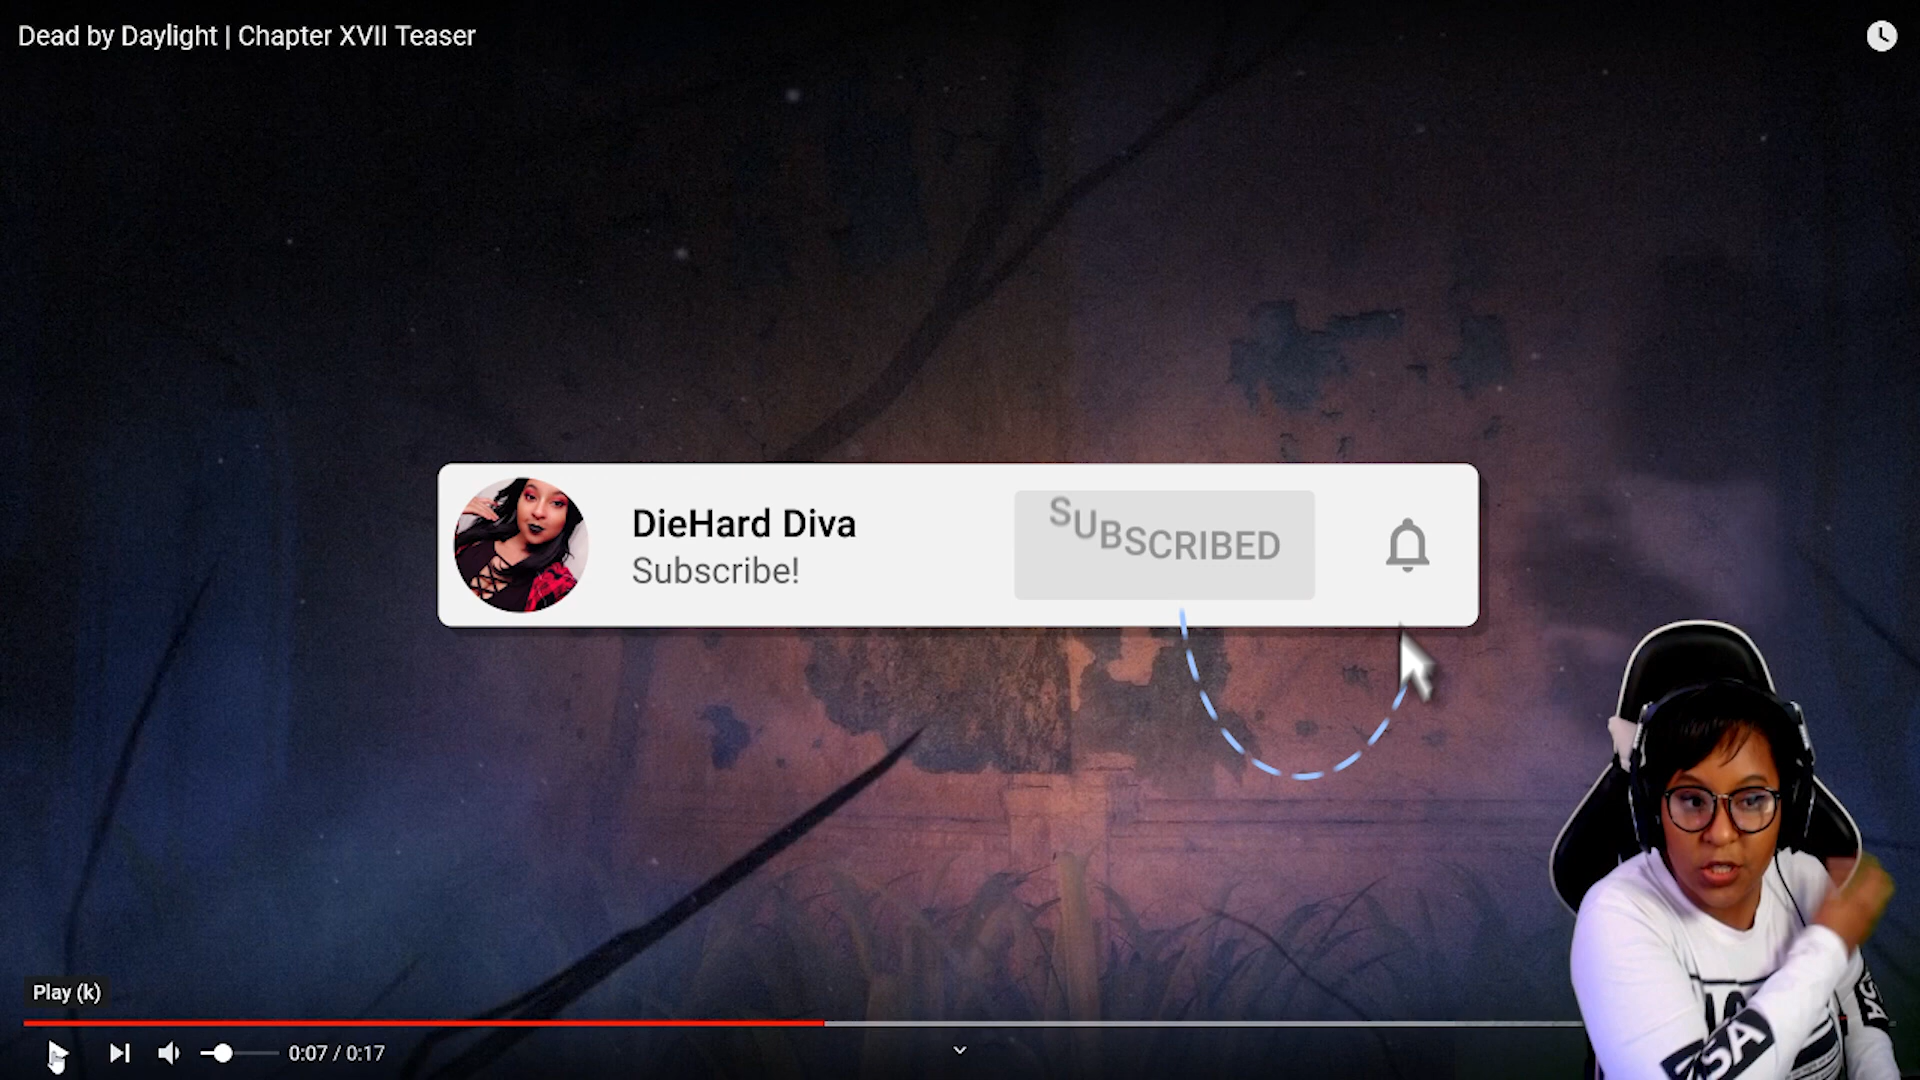 Dead by Daylight | Chapter XVII Teaser
DieHard Diva
Subscribe!
SUBSCRIBED
Play (k)
0:07 / 0:17